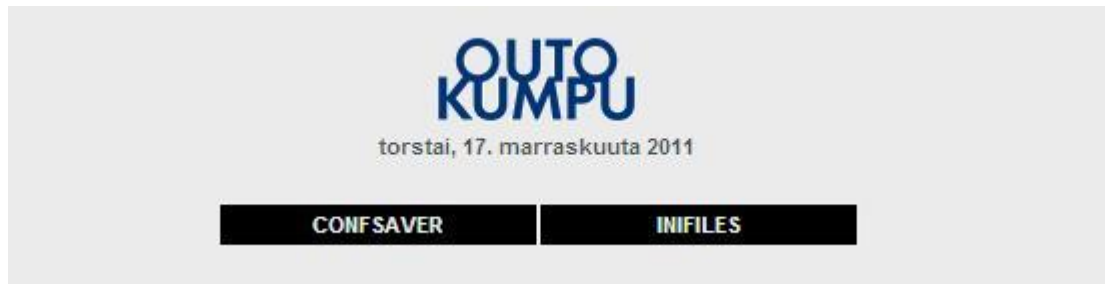 OUTO
KUMPU
torstai, 17. marraskuuta 2011
CONFSAVER INIFILES